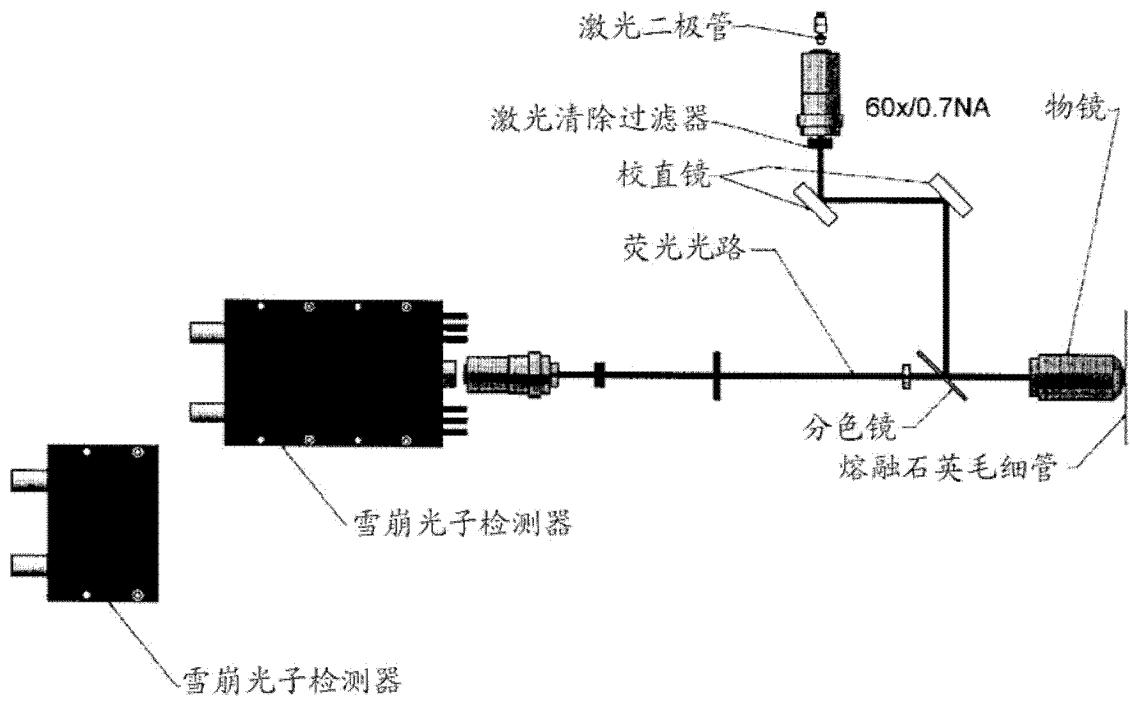 激光二极管
60x/0.7NA
物镜
激光清除过滤器
校直镜
荧光光路
分色镜
熔融石英毛细管
雪崩光子检测器
雪崩光子检测器